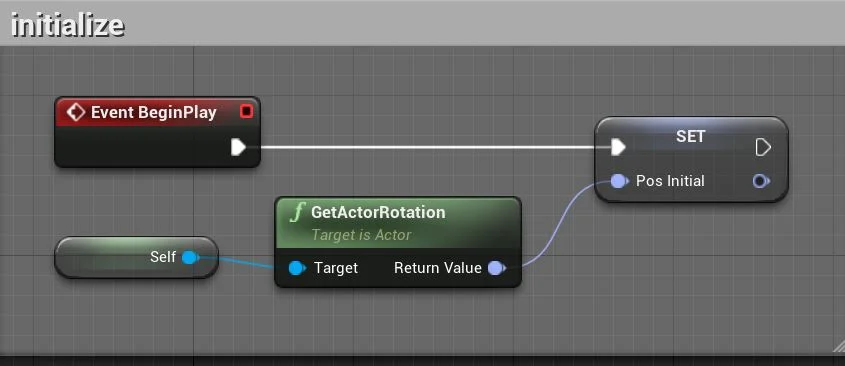 initialize
Event BeginPlay
SET
Pos Initial
f GetActorRotation
Target is Actor
Self
Target Return Value